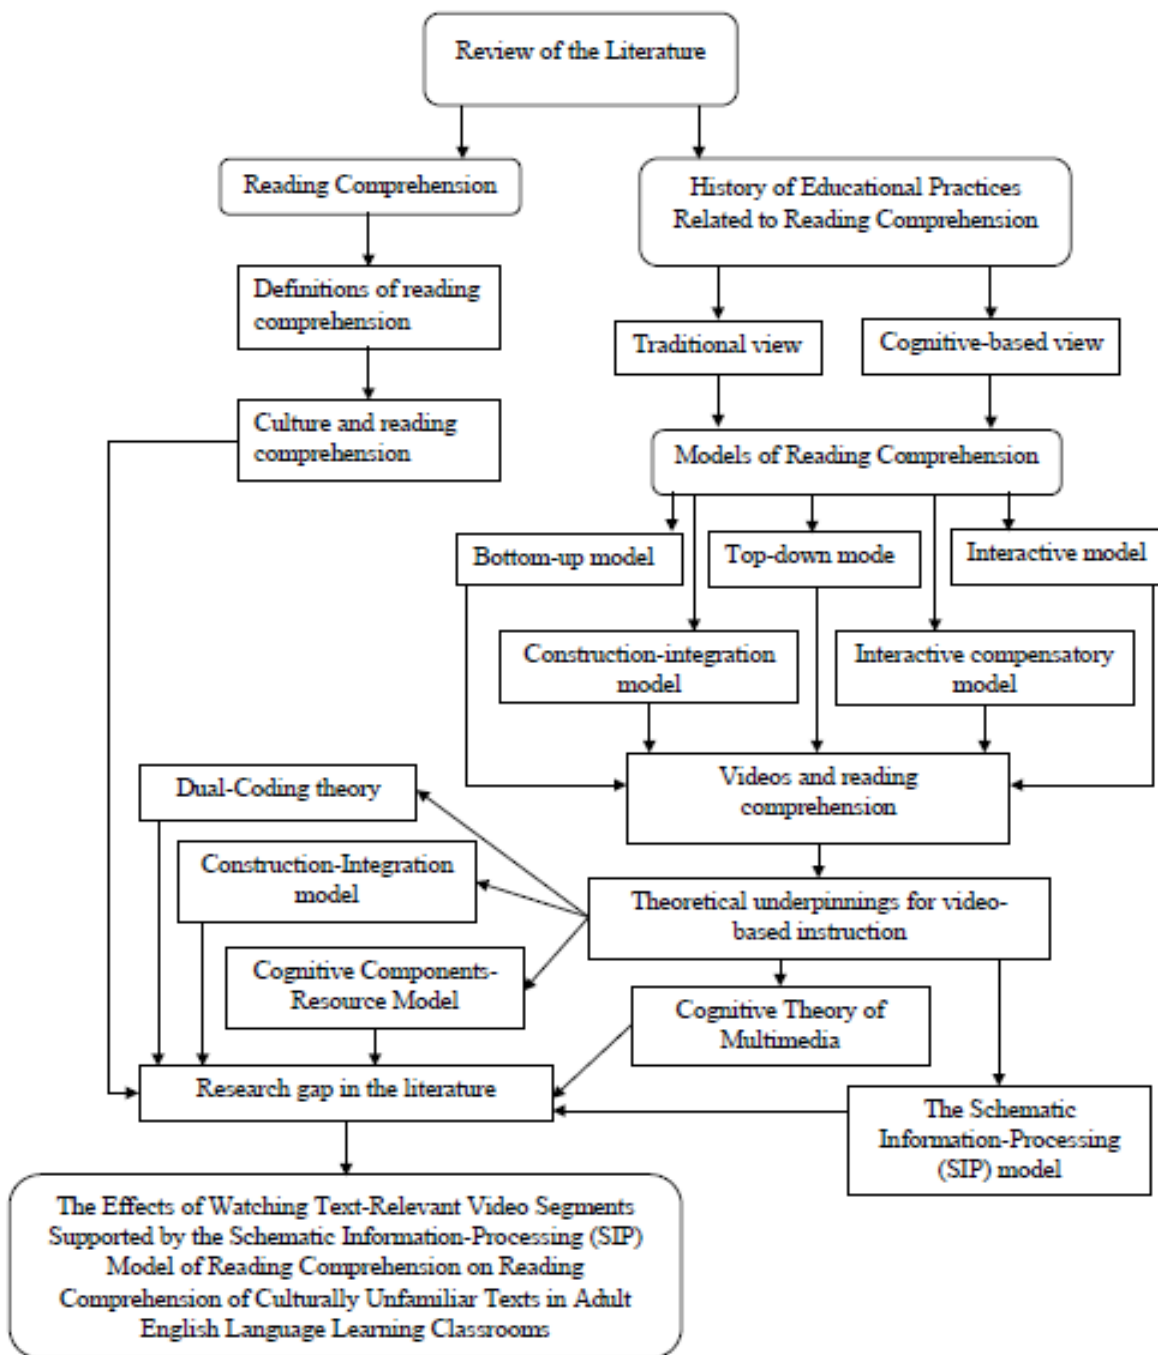 Review of the Literature
Reading Comprehension
History of Educational Practices
Related to Reading Comprehension
Definitions of reading
comprehension
Traditional view
Cognitive-based view
Culture and reading
comprehension
Models of Reading Comprehension
Bottom-up model
Top-down mode
Interactive model
Construction-integration
model
Interactive compensatory
model
Videos and reading
comprehension
Dual-Coding theory
Construction-Integration
model
Theoretical underpinnings for video-
based instruction
Cognitive Components-
Resource Model
Cognitive Theory of
Multimedia
Research gap in the literature
The Schematic
Information-Processing
(SIP) model
The Effects of Watching Text-Relevant Video Segments
Supported by the Schematic Information-Processing (SIP)
Model of Reading Comprehension on Reading
Comprehension of Culturally Unfamiliar Texts in Adult
English Language Learning Classrooms